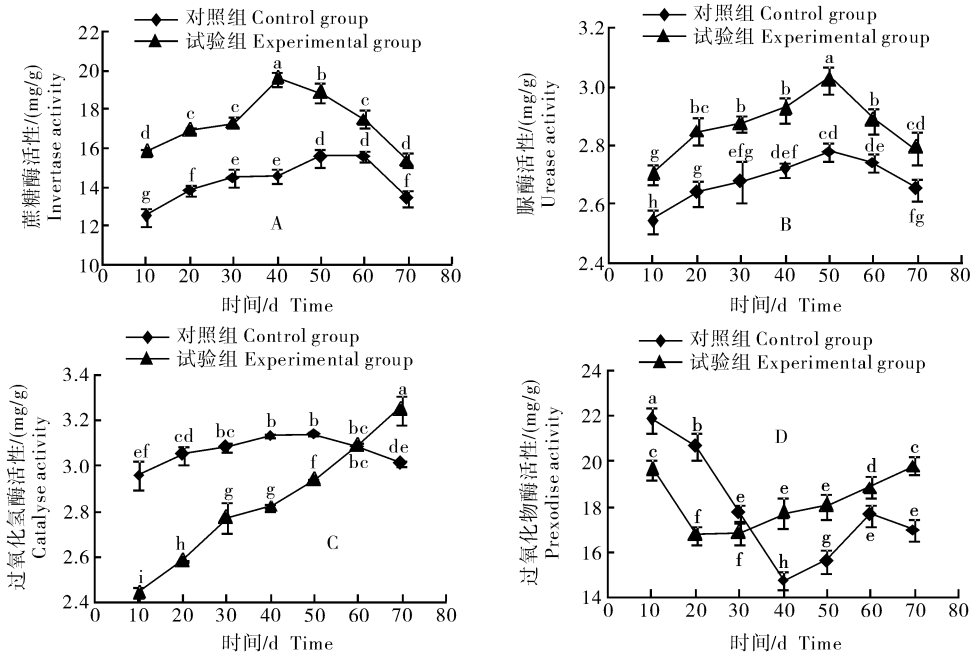 对照组 Control group
试验组 Experimental group
22
20
18
16
14
12
10
蔗糖酶活性/(mg/g)
Invertase activity
d
c
c
a
b
c
d
g
f
e
e
d
d
f
A
0
10
20
30
40
50
60
70
80
时间/d Time
对照组 Control group
试验组 Experimental group
3.2
3.0
2.8
2.6
2.4
脲酶活性/(mg/g)
Urease activity
g
bc
b
b
a
b
cd
h
g
efg
def
cd
de
fg
B
0
10
20
30
40
50
60
70
80
时间/d Time
对照组 Control group
试验组 Experimental group
3.4
3.2
3.0
2.8
2.6
2.4
过氧化氢酶活性/(mg/g)
Catalyse activity
ef
cd
bc
b
b
bc
de
i
h
g
g
f
bc
a
C
0
10
20
30
40
50
60
70
80
时间/d Time
对照组 Control group
试验组 Experimental group
24
22
20
18
16
14
过氧化物酶活性/(mg/g)
Prexodise activity
a
b
e
h
g
e
e
c
f
f
e
e
d
c
D
0
10
20
30
40
50
60
70
80
时间/d Time